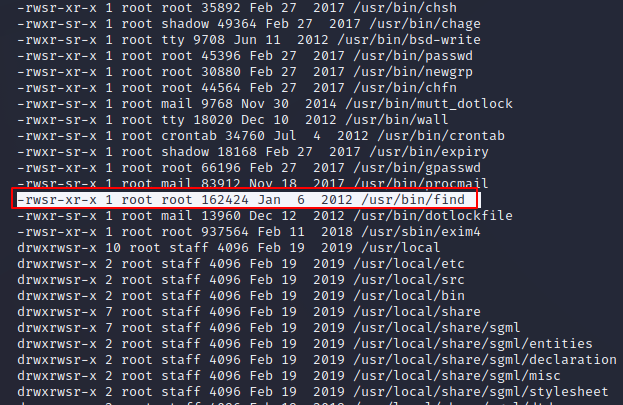 -rwsr-xr-x 1 root root 35892 Feb 27  2017 /usr/bin/chsh
-rwxr-sr-x 1 root shadow 49364 Feb 27  2017 /usr/bin/chage
-rwxr-sr-x 1 root tty 9708 Jun 11  2012 /usr/bin/bsd-write
-rwsr-xr-x 1 root root 45396 Feb 27  2017 /usr/bin/passwd
-rwsr-xr-x 1 root root 30880 Feb 27  2017 /usr/bin/newgrp
-rwsr-xr-x 1 root root 44564 Feb 27  2017 /usr/bin/chfn
-rwxr-sr-x 1 root mail 9768 Nov 30  2014 /usr/bin/mutt_dotlock
-rwxr-sr-x 1 root tty 18020 Dec 10  2012 /usr/bin/wall
-rwxr-sr-x 1 root crontab 34760 Jul  4  2012 /usr/bin/crontab
-rwxr-sr-x 1 root shadow 18168 Feb 27  2017 /usr/bin/expiry
-rwsr-xr-x 1 root root 66196 Feb 27  2017 /usr/bin/gpasswd
-rwsr-sr-x 1 root mail 83912 Nov 18  2017 /usr/bin/procmail
-rwsr-xr-x 1 root root 162424 Jan  6  2012 /usr/bin/find
-rwxr-sr-x 1 root mail 13960 Dec 12  2012 /usr/bin/dotlockfile
-rwsr-xr-x 1 root root 937564 Feb 11  2018 /usr/sbin/exim4
drwxrwsr-x 10 root staff 4096 Feb 19  2019 /usr/local
drwxrwsr-x 2 root staff 4096 Feb 19  2019 /usr/local/etc
drwxrwsr-x 2 root staff 4096 Feb 19  2019 /usr/local/src
drwxrwsr-x 2 root staff 4096 Feb 19  2019 /usr/local/bin
drwxrwsr-x 7 root staff 4096 Feb 19  2019 /usr/local/share
drwxrwsr-x 7 root staff 4096 Feb 19  2019 /usr/local/share/sgml
drwxrwsr-x 2 root staff 4096 Feb 19  2019 /usr/local/share/sgml/entities
drwxrwsr-x 2 root staff 4096 Feb 19  2019 /usr/local/share/sgml/declaration
drwxrwsr-x 2 root staff 4096 Feb 19  2019 /usr/local/share/sgml/misc
drwxrwsr-x 2 root staff 4096 Feb 19  2019 /usr/local/share/sgml/stylesheet